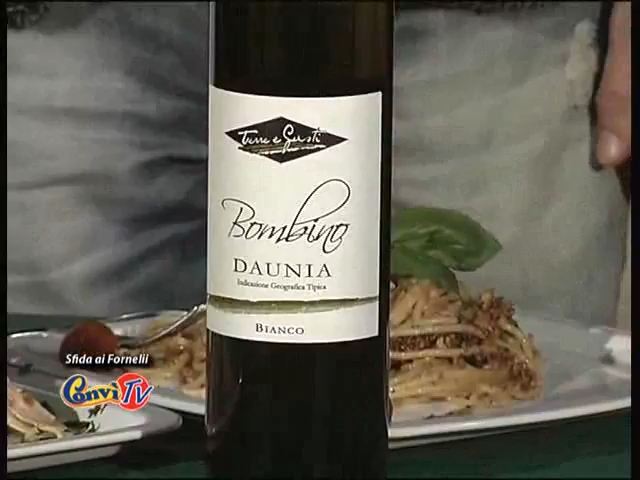 Terre e Gusti
Bombino
DAUNIA
Indicazione Geografica Tipica
BIANCO
Sfida ai Fornelli
Convi TV